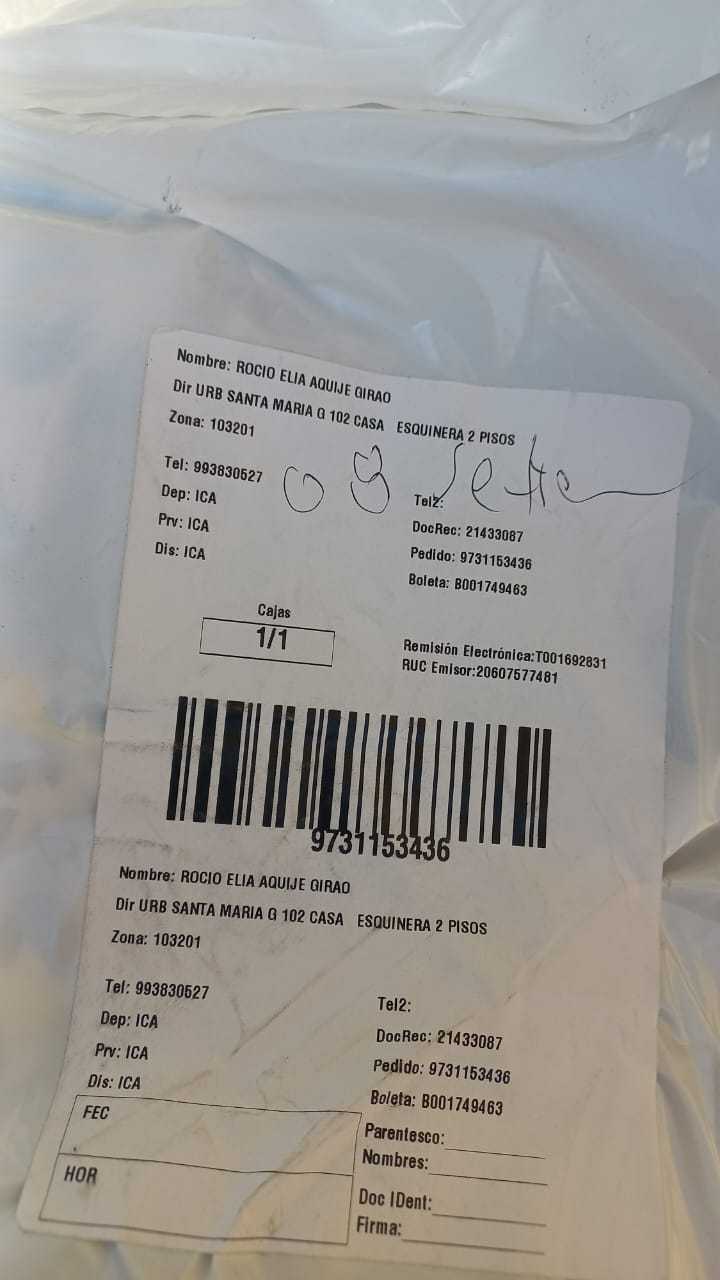 Nombre: ROCIO ELIA AQUIJE GIRAO
Dir URB SANTA MARIA G 102 CASA ESQUINERA 2 PISOS
Zona: 103201
Tel: 993830527
Dep: ICA
Prv: ICA
Dis: ICA
Tel2:
DocRec: 21433087
Pedido: 9731153436
Boleta: B001749463
Cajas
1/1
Remisión Electrónica:T001692831
RUC Emisor:20607577481
9731153436
Nombre: ROCIO ELIA AQUIJE GIRAO
Dir URB SANTA MARIA G 102 CASA ESQUINERA 2 PISOS
Zona: 103201
Tel: 993830527
Dep: ICA
Prv: ICA
Dis: ICA
Tel2:
DocRec: 21433087
Pedido: 9731153436
Boleta: B001749463
FEC
HOR
Parentesco:
Nombres:
Doc IDent:
Firma: